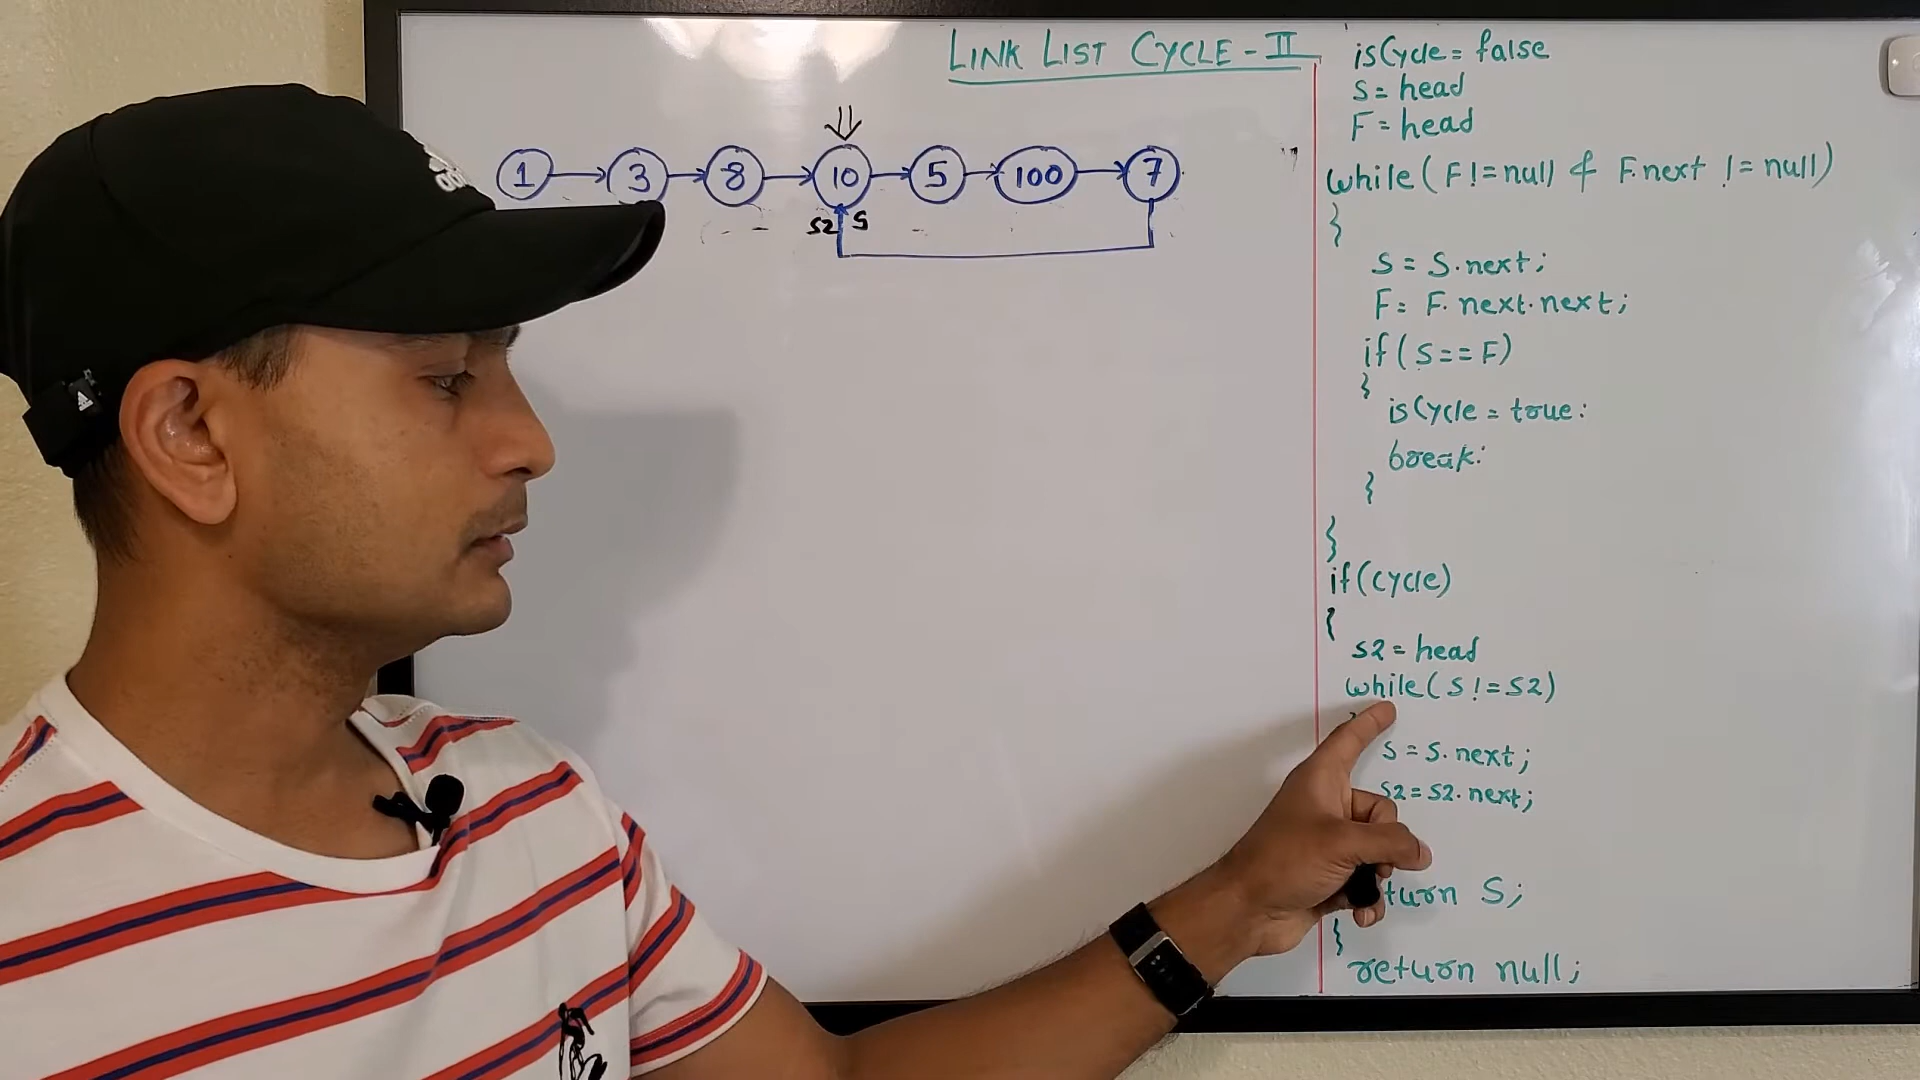 LINK LIST CYCLE - II
1 3 8 10 5 100 7
S2 S
isCycle = false
S = head
F = head
while ( F != null & F.next != null )
{
S = S.next;
F = F.next.next;
if ( S == F )
{
isCycle = true:
break:
}
}
if (cycle)
{
S2 = head
while ( S != S2 )
S = S.next;
S2 = S2.next;
turn S;
}
return null;